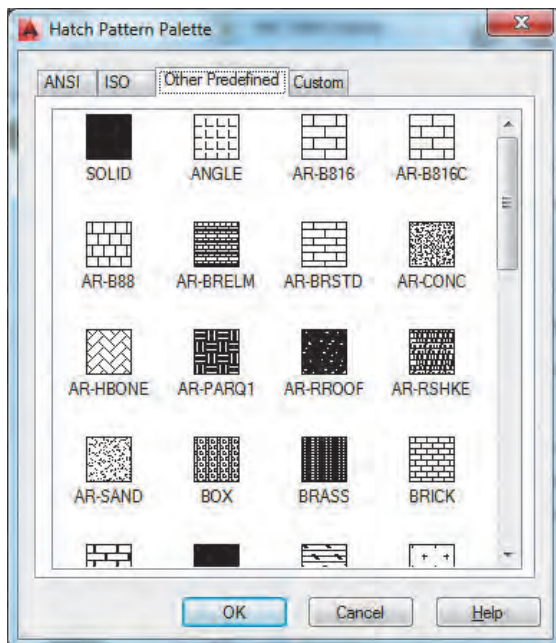 Hatch Pattern Palette
ANSI ISO Other Predefined Custom
SOLID ANGLE AR-B816 AR-B816C
AR-B88 AR-BRELM AR-BRSTD AR-CONC
AR-HBONE AR-PARQ1 AR-RROOF AR-RSHKE
AR-SAND BOX BRASS BRICK
OK Cancel Help